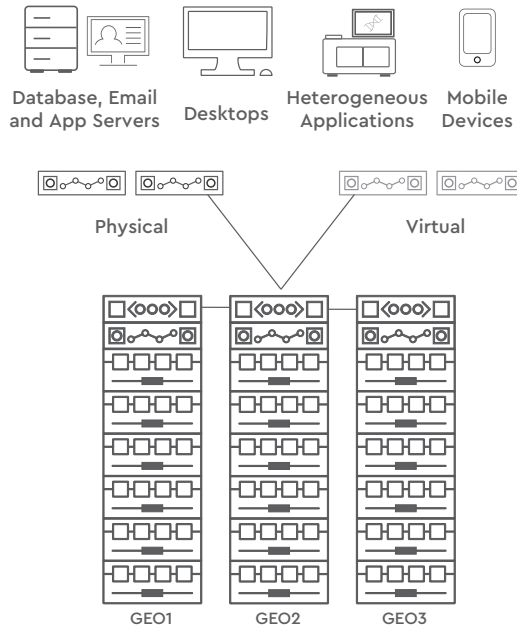 Database, Email
and App Servers
Desktops
Heterogeneous
Applications
Mobile
Devices
Physical
Virtual
GEO1
GEO2
GEO3